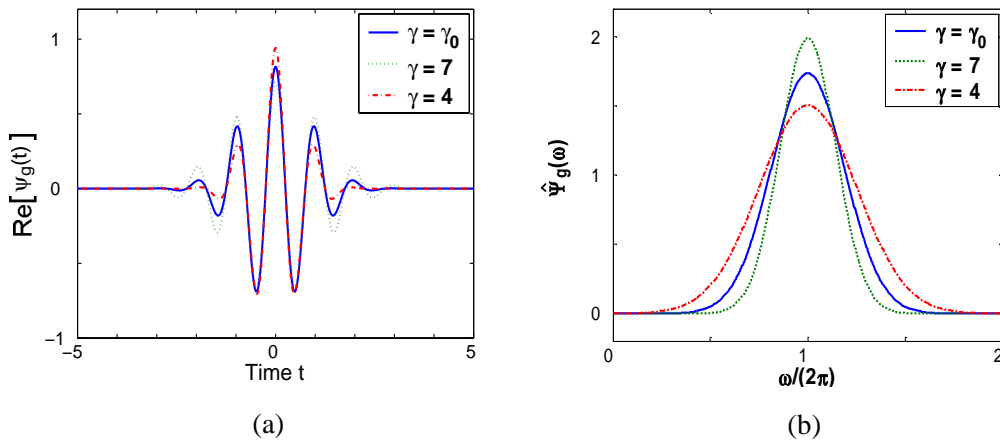 1
0
−1
−5
0
5
Re[ψg(t)]
Time t
γ = γ0
γ = 7
γ = 4
(a)
2
1
0
0
1
2
Ψ̂g(ω)
ω/(2π)
γ = γ0
γ = 7
γ = 4
(b)